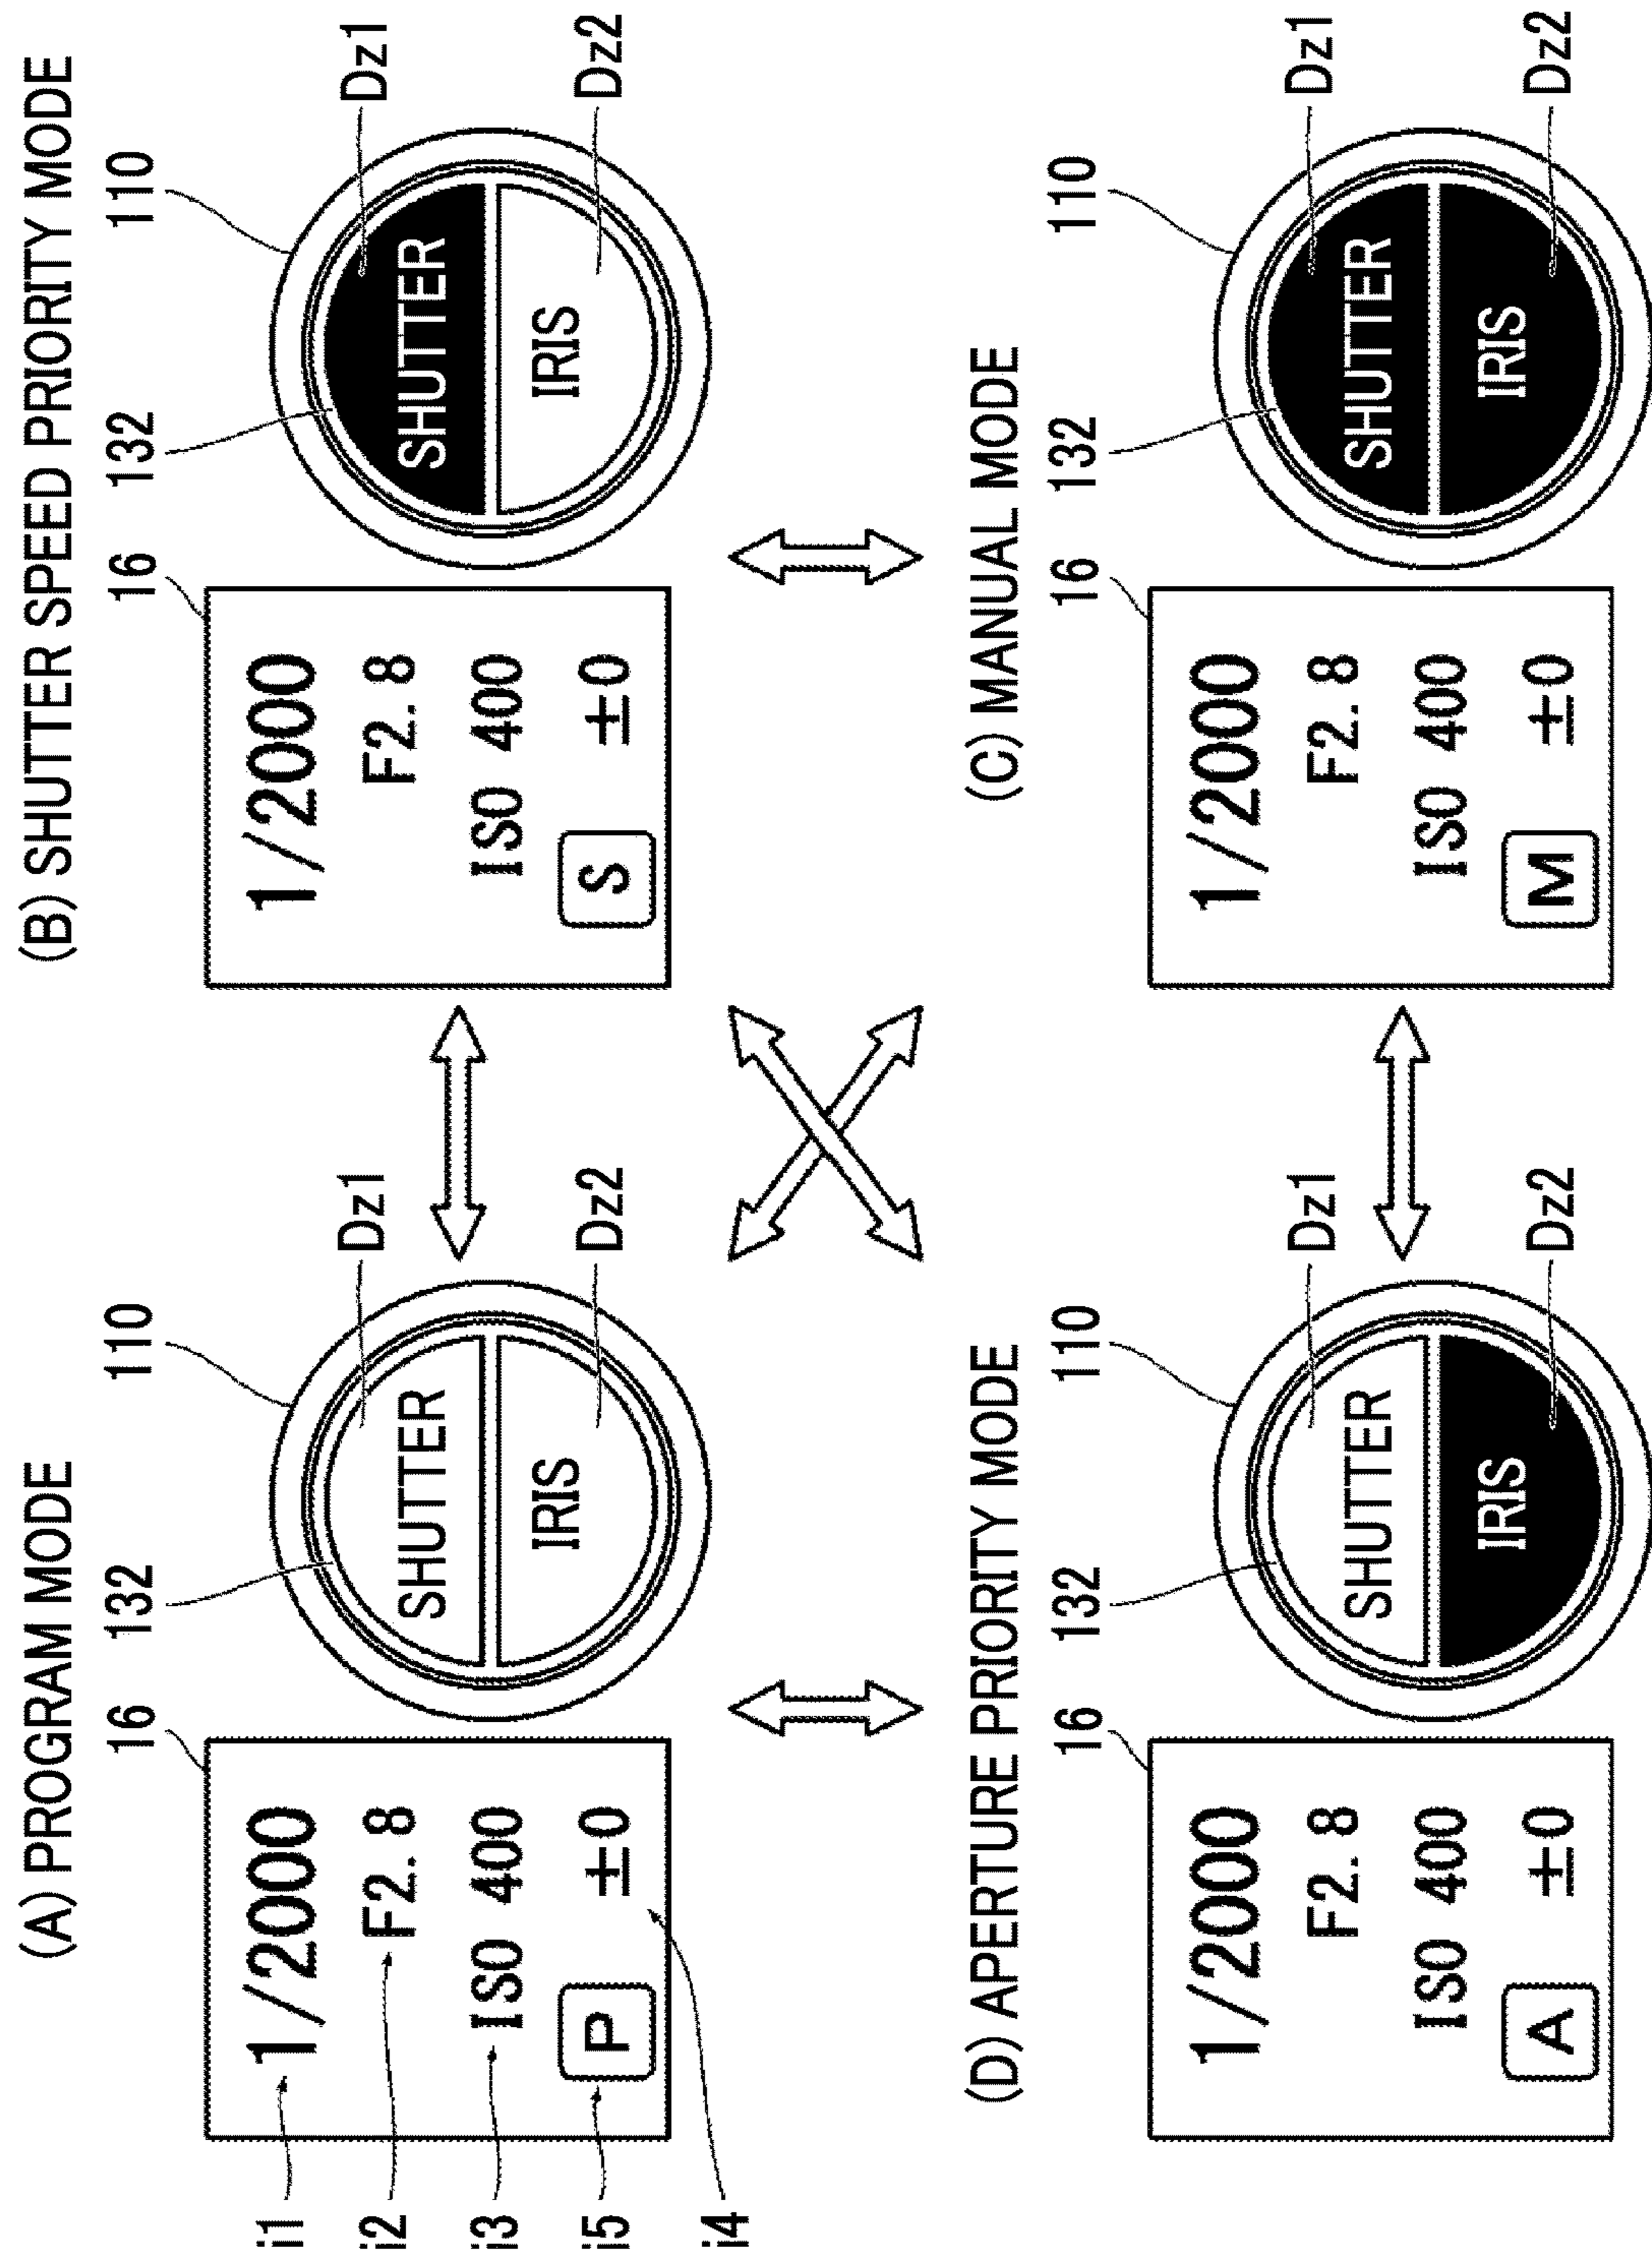 (A) PROGRAM MODE
16
132
110
i1
1/2000
Dz1
i2
F2. 8
SHUTTER
i3
ISO 400
IRIS
i5
P
±0
Dz2
i4
(B) SHUTTER SPEED PRIORITY MODE
16
132
110
1/2000
Dz1
F2. 8
SHUTTER
ISO 400
IRIS
S
±0
Dz2
(D) APERTURE PRIORITY MODE
16
132
110
1/2000
Dz1
F2. 8
SHUTTER
ISO 400
IRIS
A
±0
Dz2
(C) MANUAL MODE
16
132
110
1/2000
Dz1
F2. 8
SHUTTER
ISO 400
IRIS
M
±0
Dz2